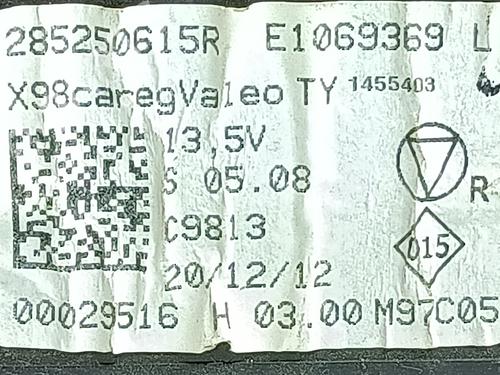 285250615R E1069369 L
X98caregValeo TY 1455403
13,5V
S 05.08
R
C9813
015
20/12/12
00029516 H 03.00 M97C05